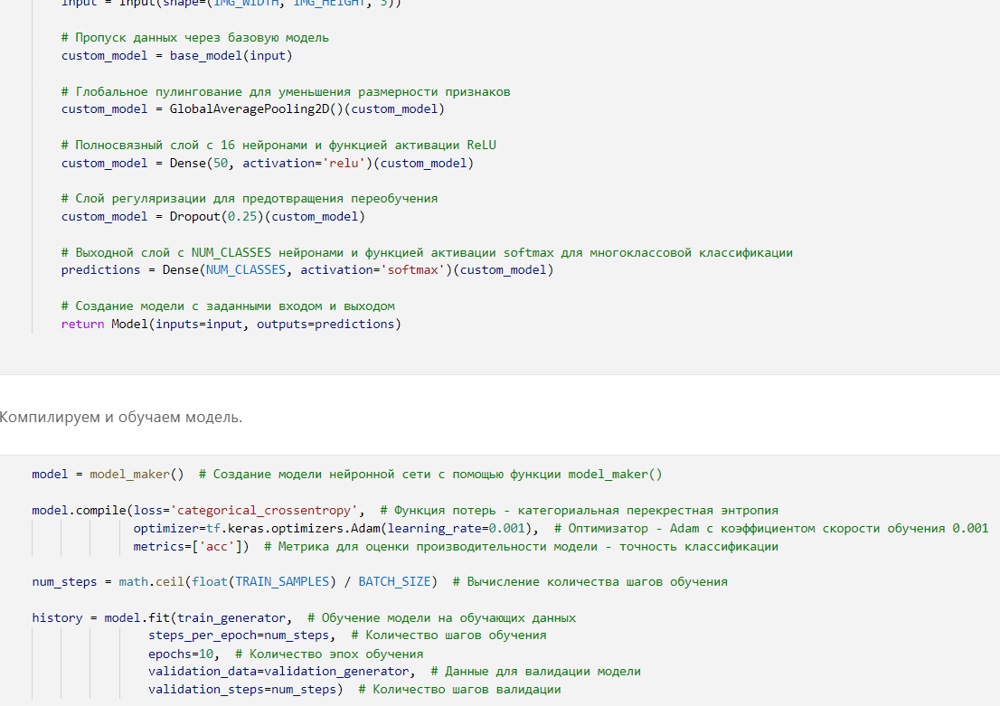 input = Input(shape=(IMG_WIDTH, IMG_HEIGHT, 3))
# Пропуск данных через базовую модель
custom_model = base_model(input)
# Глобальное пулингование для уменьшения размерности признаков
custom_model = GlobalAveragePooling2D()(custom_model)
# Полносвязный слой с 16 нейронами и функцией активации ReLU
custom_model = Dense(50, activation='relu')(custom_model)
# Слой регуляризации для предотвращения переобучения
custom_model = Dropout(0.25)(custom_model)
# Выходной слой с NUM_CLASSES нейронами и функцией активации softmax для многоклассовой классификации
predictions = Dense(NUM_CLASSES, activation='softmax')(custom_model)
# Создание модели с заданными входом и выходом
return Model(inputs=input, outputs=predictions)
Компилируем и обучаем модель.
model = model_maker()  # Создание модели нейронной сети с помощью функции model_maker()
model.compile(loss='categorical_crossentropy',  # Функция потерь - категориальная перекрестная энтропия
optimizer=tf.keras.optimizers.Adam(learning_rate=0.001),  # Оптимизатор - Adam с коэффициентом скорости обучения 0.001
metrics=['acc'])  # Метрика для оценки производительности модели - точность классификации
num_steps = math.ceil(float(TRAIN_SAMPLES) / BATCH_SIZE)  # Вычисление количества шагов обучения
history = model.fit(train_generator,  # Обучение модели на обучающих данных
steps_per_epoch=num_steps,  # Количество шагов обучения
epochs=10,  # Количество эпох обучения
validation_data=validation_generator,  # Данные для валидации модели
validation_steps=num_steps)  # Количество шагов валидации